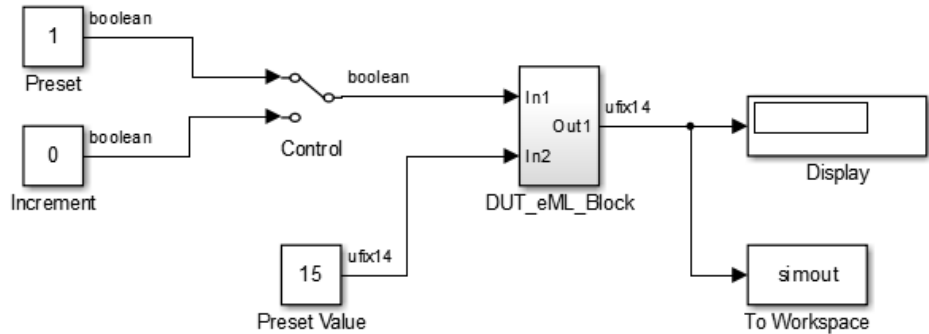 boolean
1
Preset
boolean
0
Increment
boolean
Control
ufix14
15
Preset Value
In1
In2
Out1
DUT_eML_Block
ufix14
Display
simout
To Workspace